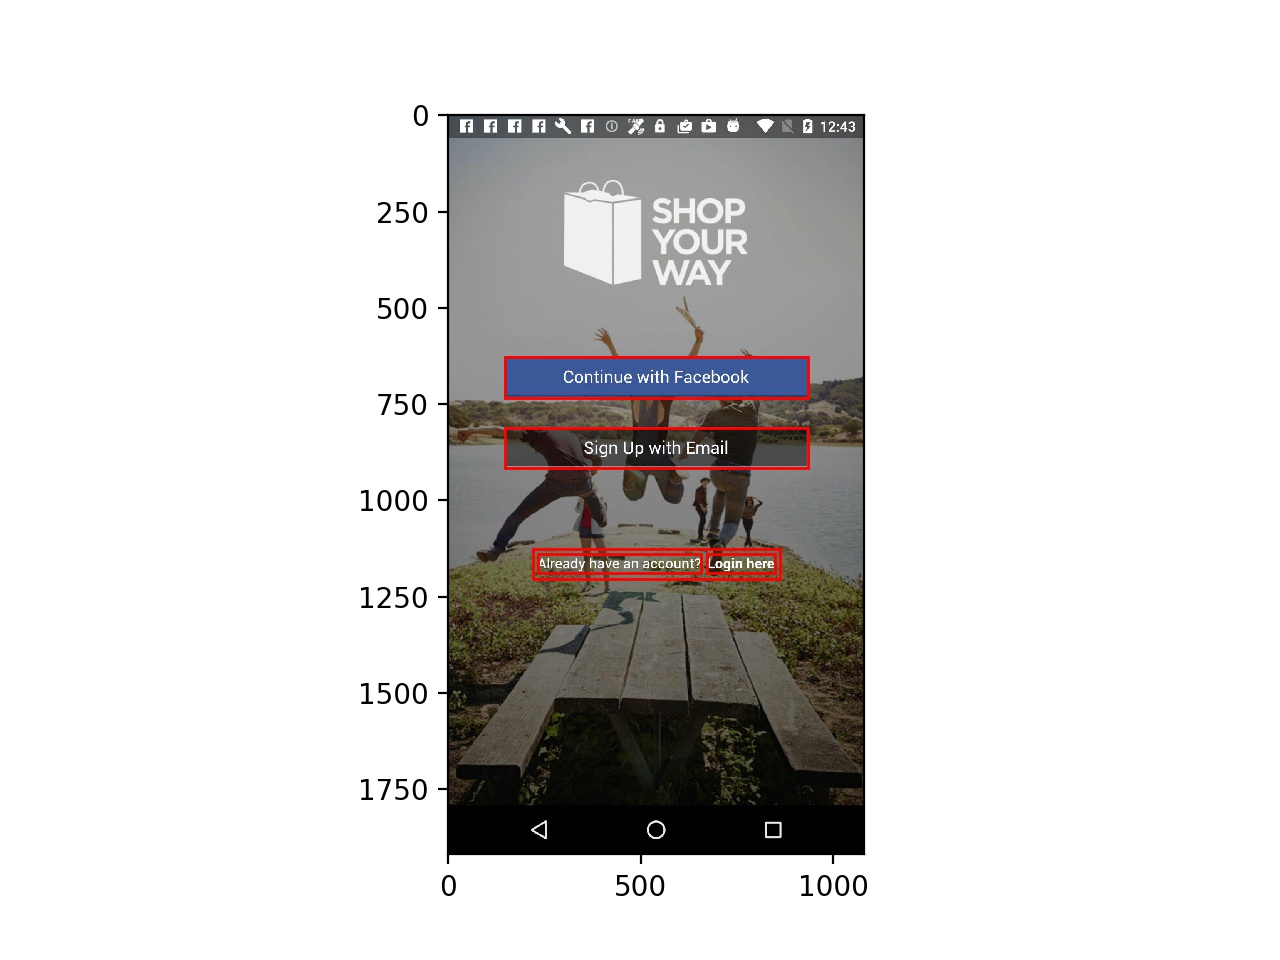 0
250
500
750
1000
1250
1500
1750
0
500
1000
12:43
SHOP
YOUR
WAY
Continue with Facebook
Sign Up with Email
Already have an account? Login here